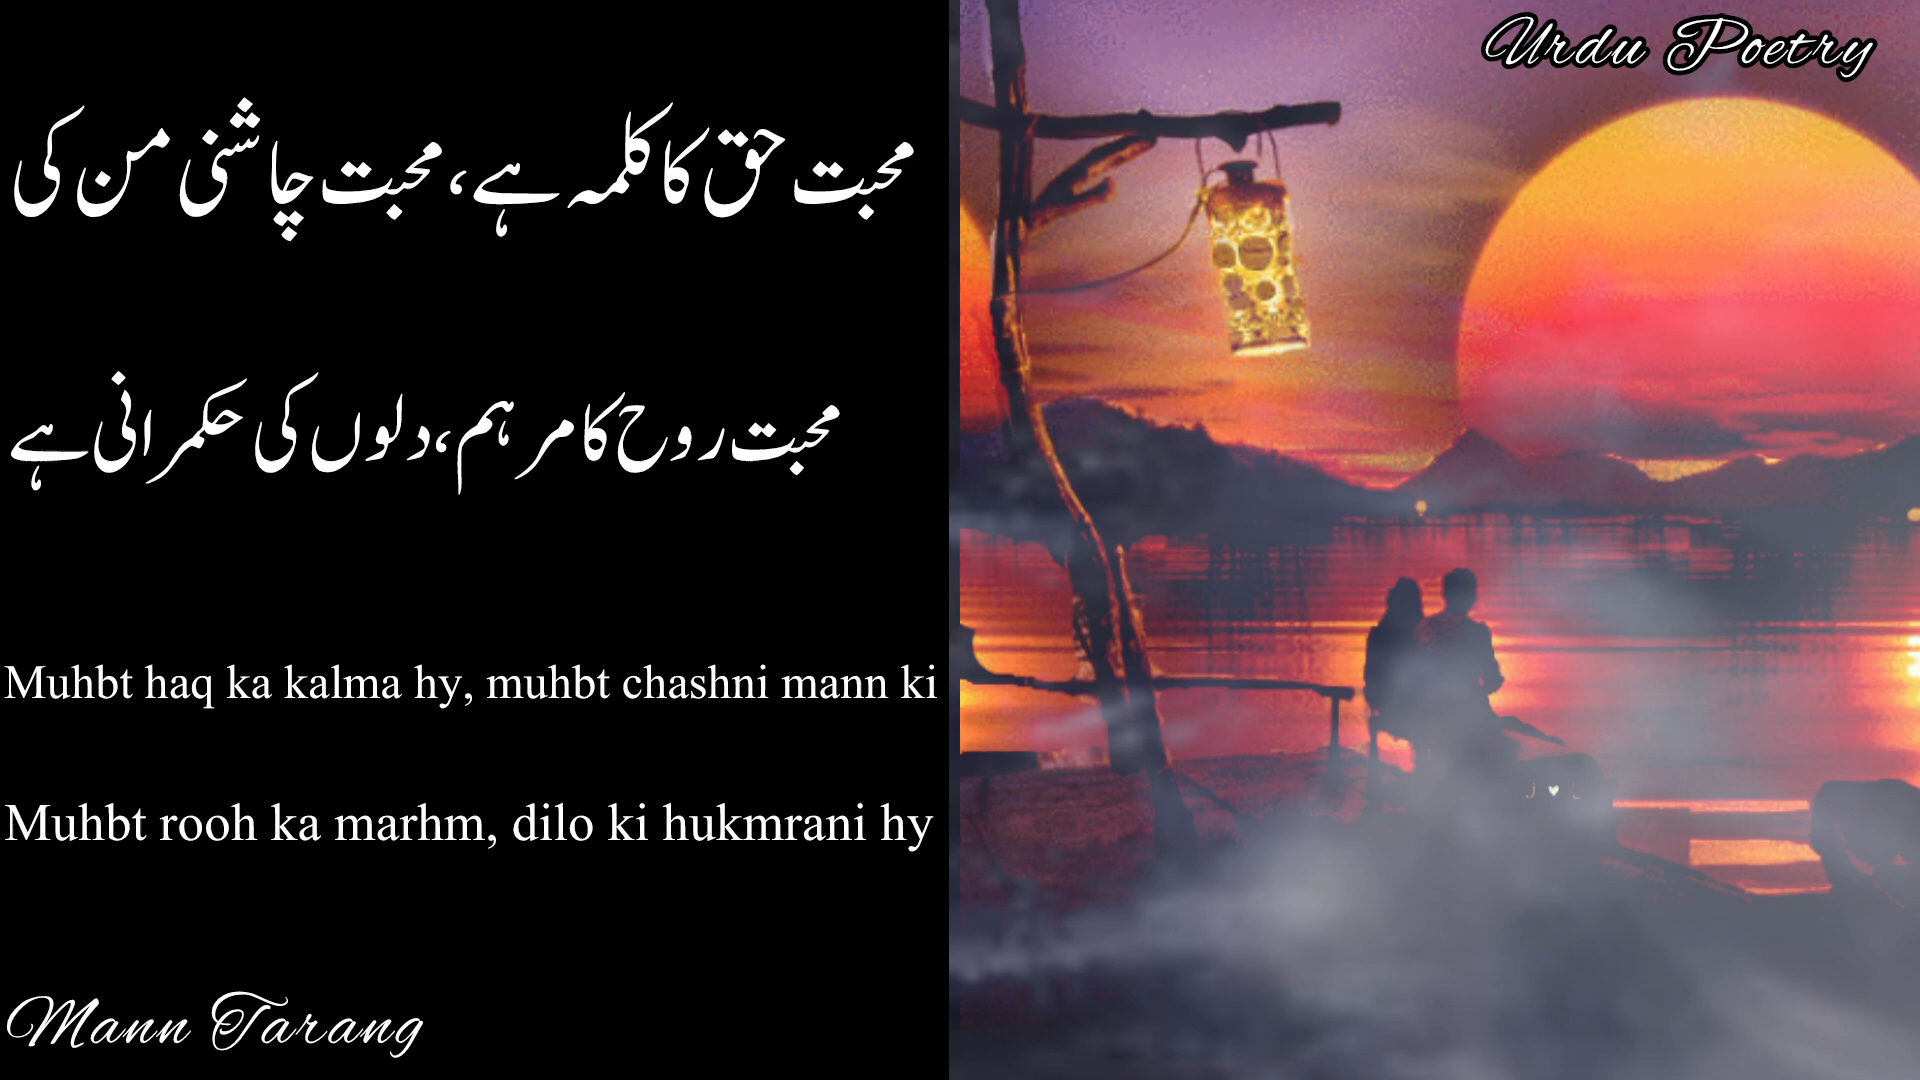 Urdu Poetry
محبت حق کا کلمہ ہے، محبت چاشنی من کی
محبت روح کا مرہم، دلوں کی حکمرانی ہے
Muhbt haq ka kalma hy, muhbt chashni mann ki
Muhbt rooh ka marhm, dilo ki hukmrani hy
J ♥ L
Mann Tarang